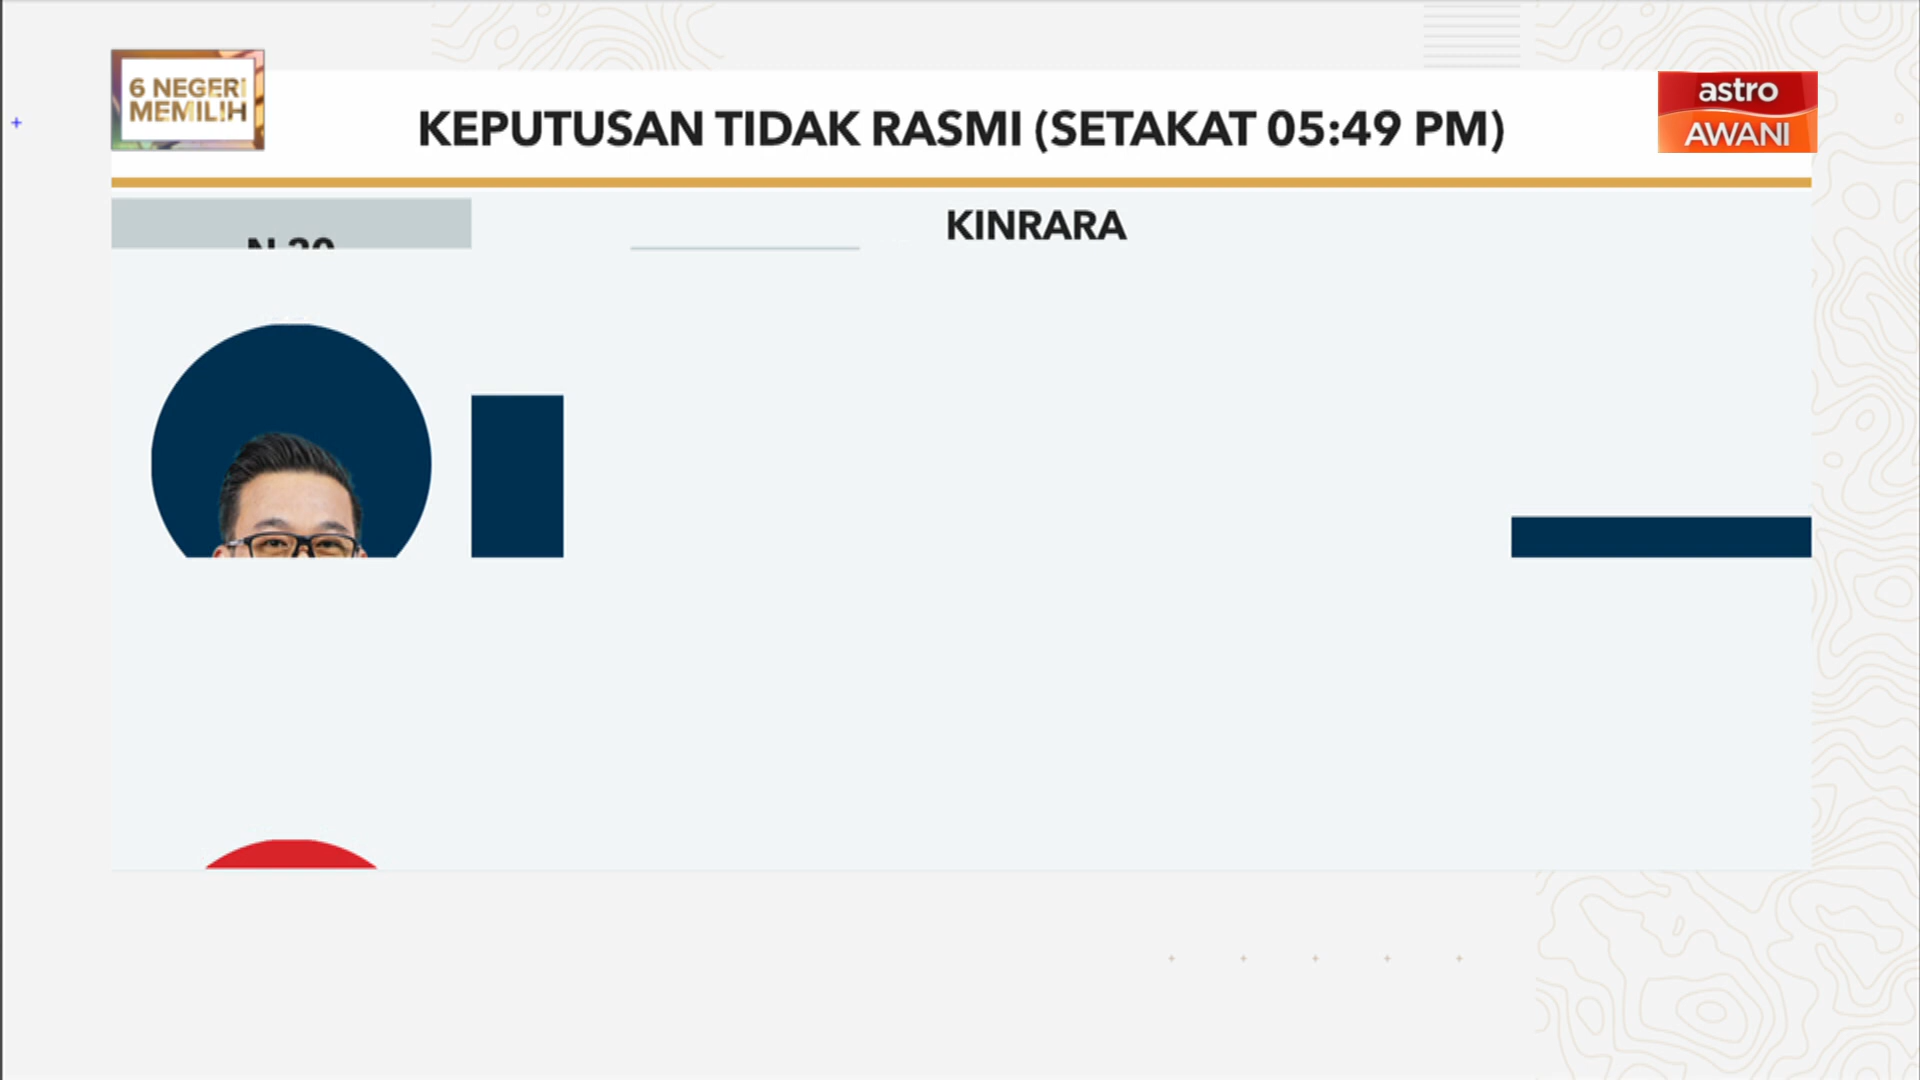 6 NEGERI
MEMILIH
KEPUTUSAN TIDAK RASMI (SETAKAT 05:49 PM)
astro
AWANI
KINRARA